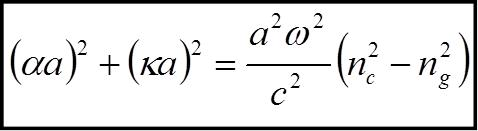 (αa)² + (κa)² = a²ω²/c² (n_c² − n_g²)